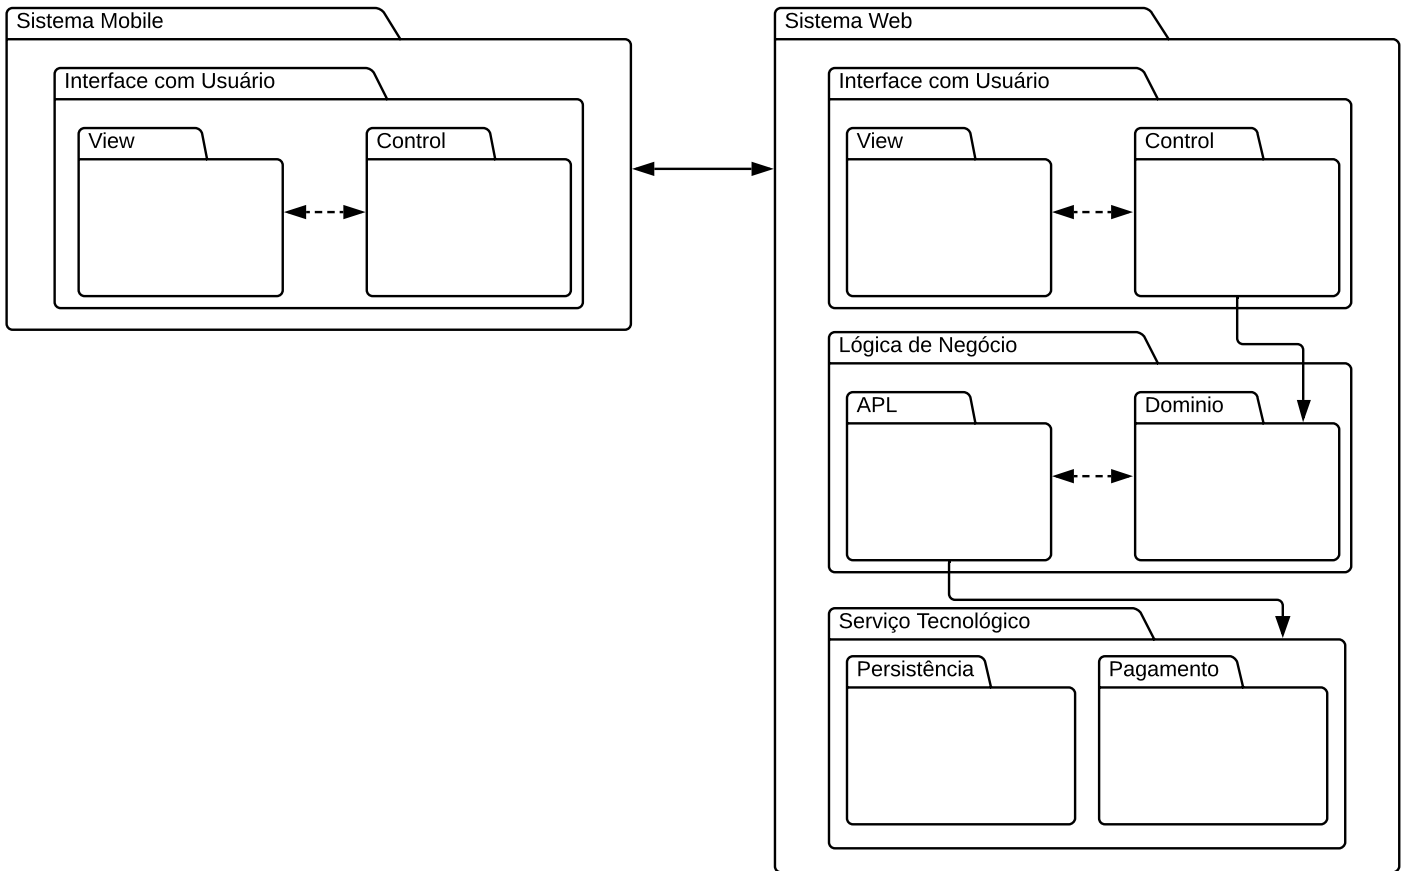 Sistema Mobile
Interface com Usuário
View
Control
Sistema Web
Interface com Usuário
View
Control
Lógica de Negócio
APL
Dominio
Serviço Tecnológico
Persistência
Pagamento